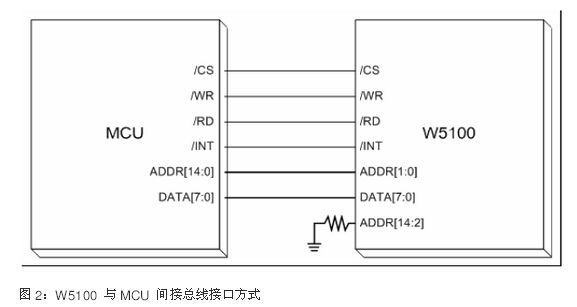 /CS /CS
/WR /WR
MCU /RD /RD W5100
/INT /INT
ADDR[14:0] ADDR[1:0]
DATA[7:0] DATA[7:0]
ADDR[14:2]
图 2：W5100 与 MCU 间接总线接口方式